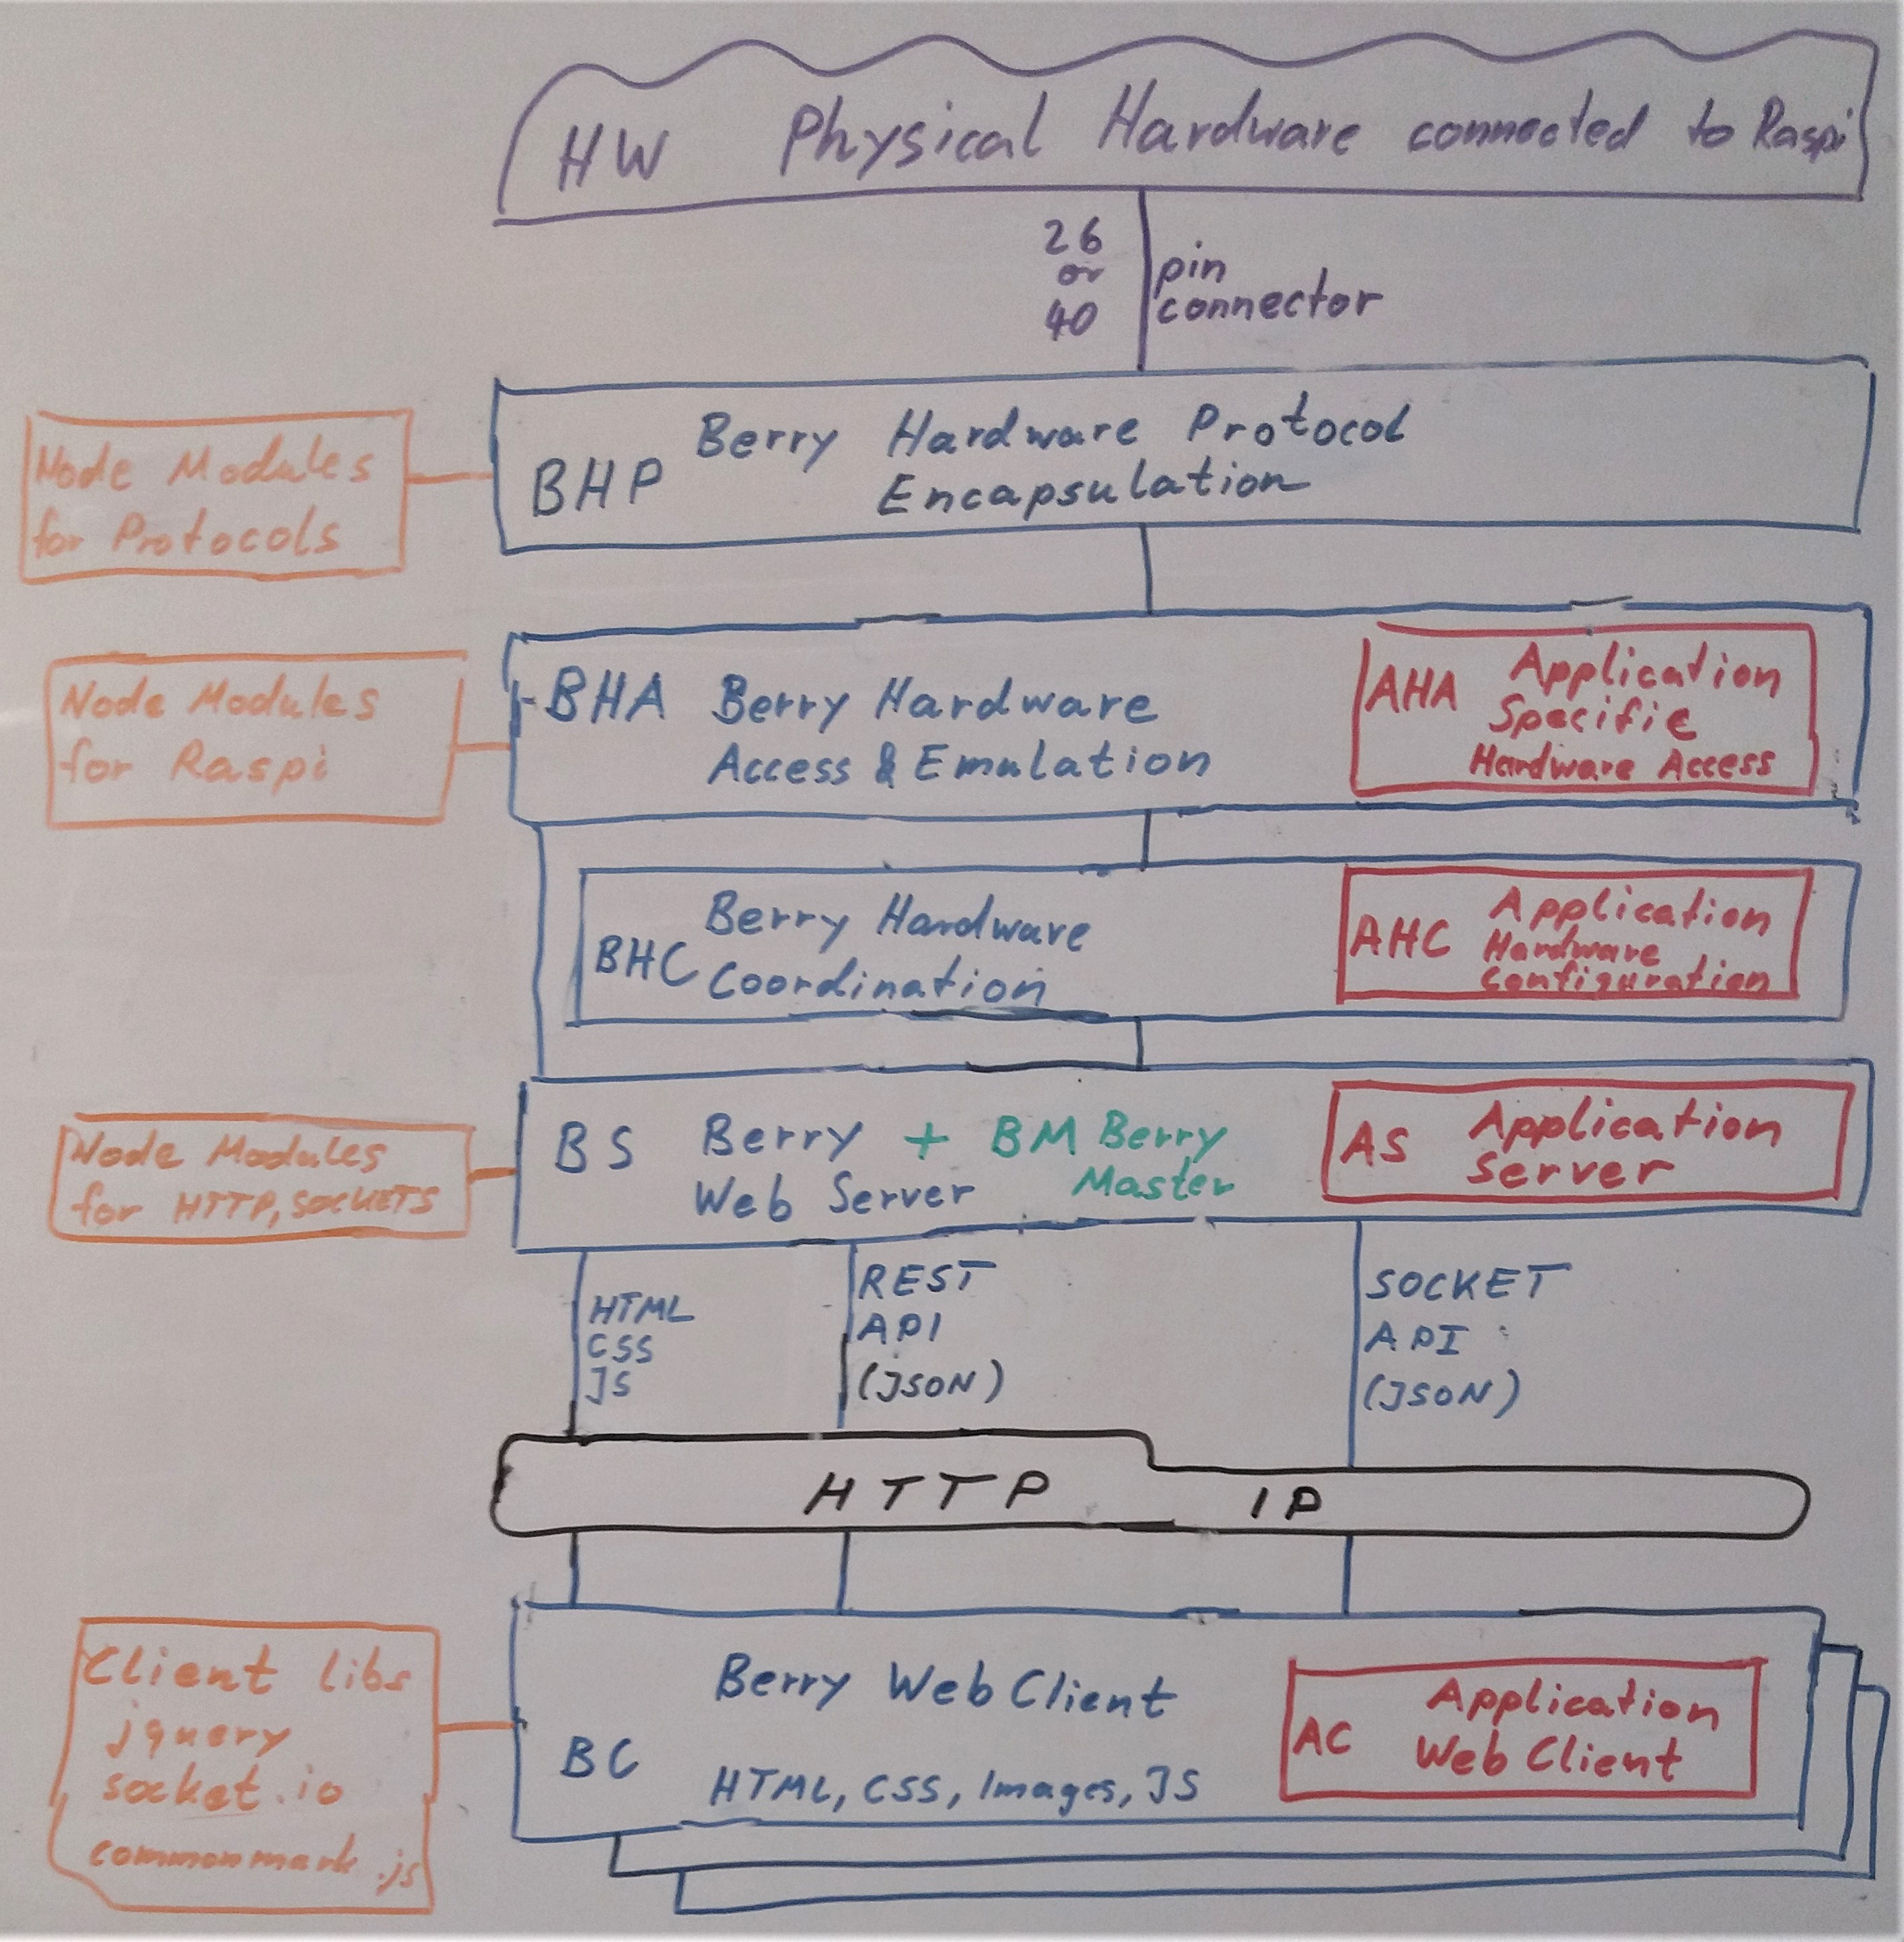 HW Physical Hardware connected to Raspi
26
or
40
pin
connector
Node Modules
for Protocols
BHP
Berry Hardware Protocol
Encapsulation
Node Modules
for Raspi
BHA Berry Hardware
Access & Emulation
AHA Application
Specific
Hardware Access
BHC
Berry Hardware
Coordination
AHC Application
Hardware
Configuration
Node Modules
for HTTP, SOCKETS
BS Berry + BM Berry
Web Server Master
AS Application
Server
HTML
CSS
JS
REST
API
(JSON)
SOCKET
API
(JSON)
HTTP IP
Client libs
jquery
socket.io
commonmark.js
BC
Berry Web Client
HTML, CSS, Images, JS
AC Application
Web Client